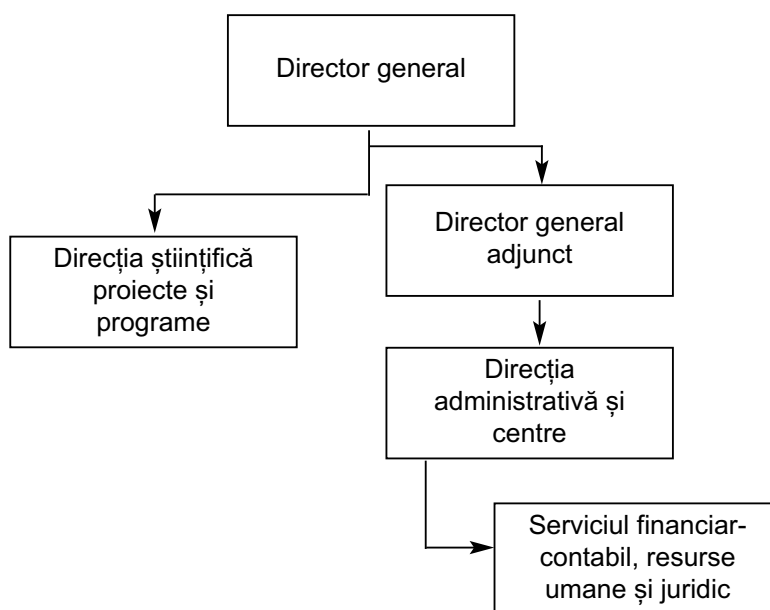 Director general
Director general
adjunct
Direcția științifică
proiecte și
programe
Direcția
administrativă și
centre
Serviciul financiar-
contabil, resurse
umane și juridic